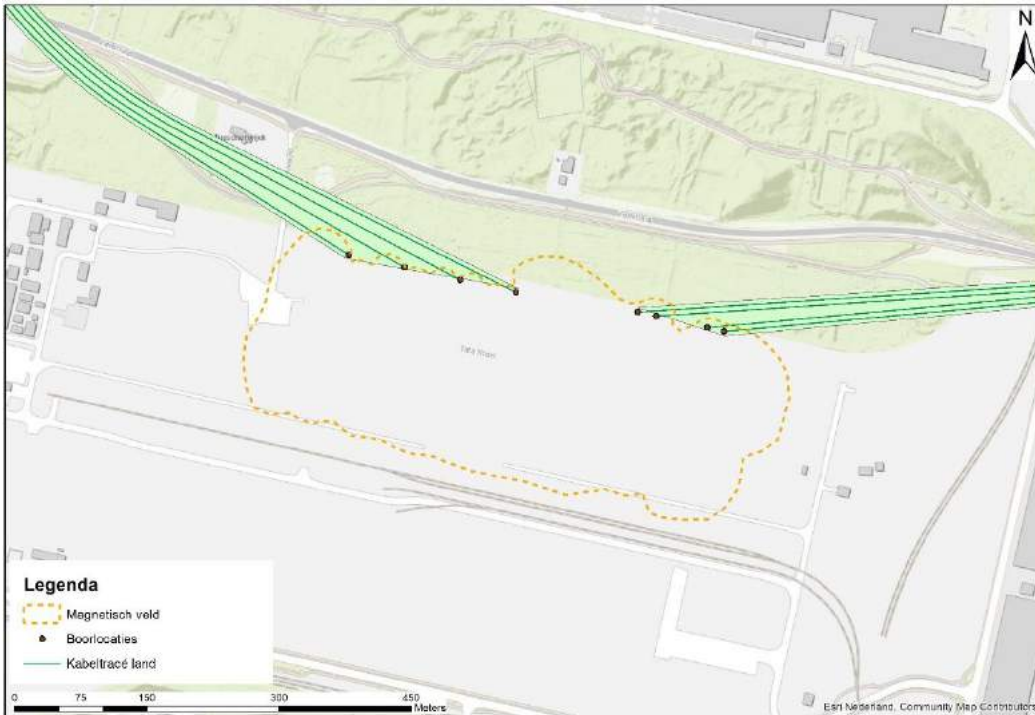 N
Legenda
Magnetisch veld
Boorlocaties
Kabeltracé land
0 75 150 300 450
Meters
Esri Nederland, Community Map Contributors